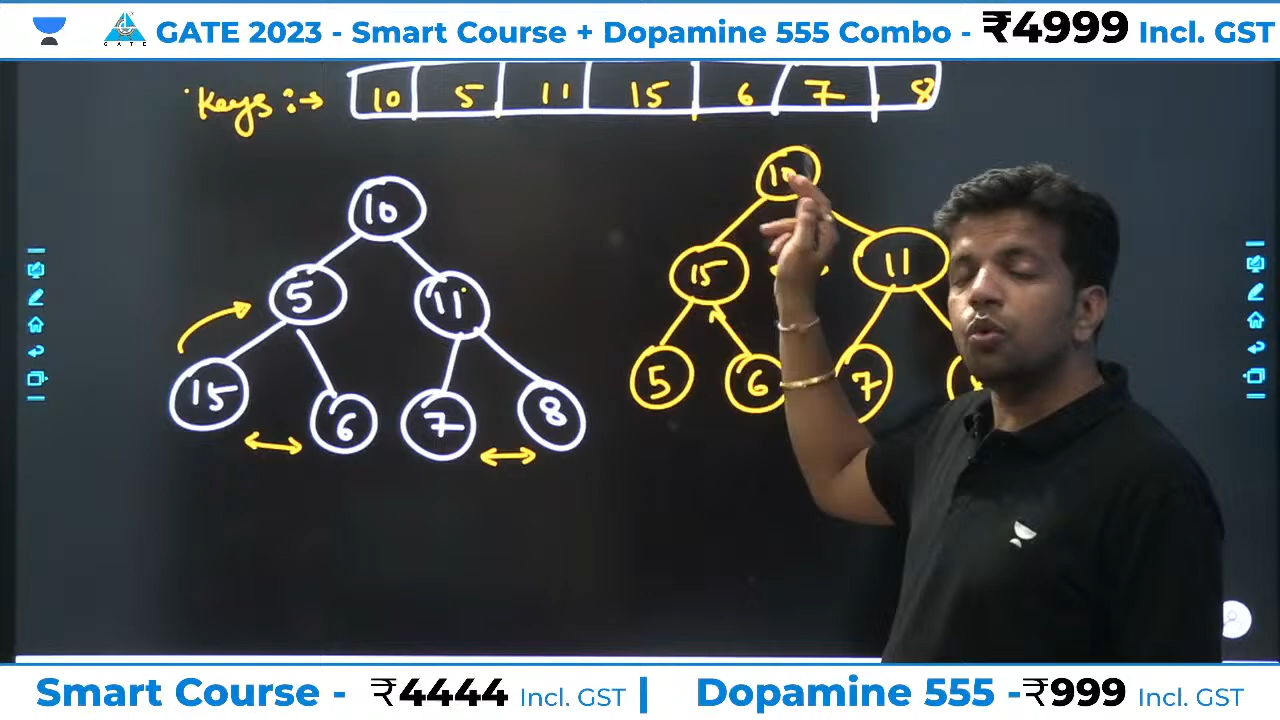 GATE
GATE 2023 - Smart Course + Dopamine 555 Combo - ₹4999 Incl. GST
Keys :→ 10 5 11 15 6 7 8
10
10
5 11
15 11
15 6 7 8
5 6 7
Smart Course - ₹4444 Incl. GST | Dopamine 555 -₹999 Incl. GST